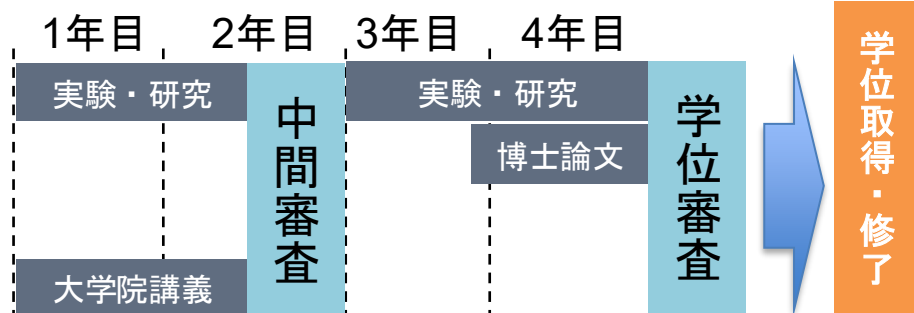 1年目 2年目 3年目 4年目
実験・研究
中間審査
実験・研究
博士論文
学位審査
大学院講義
学位取得・修了